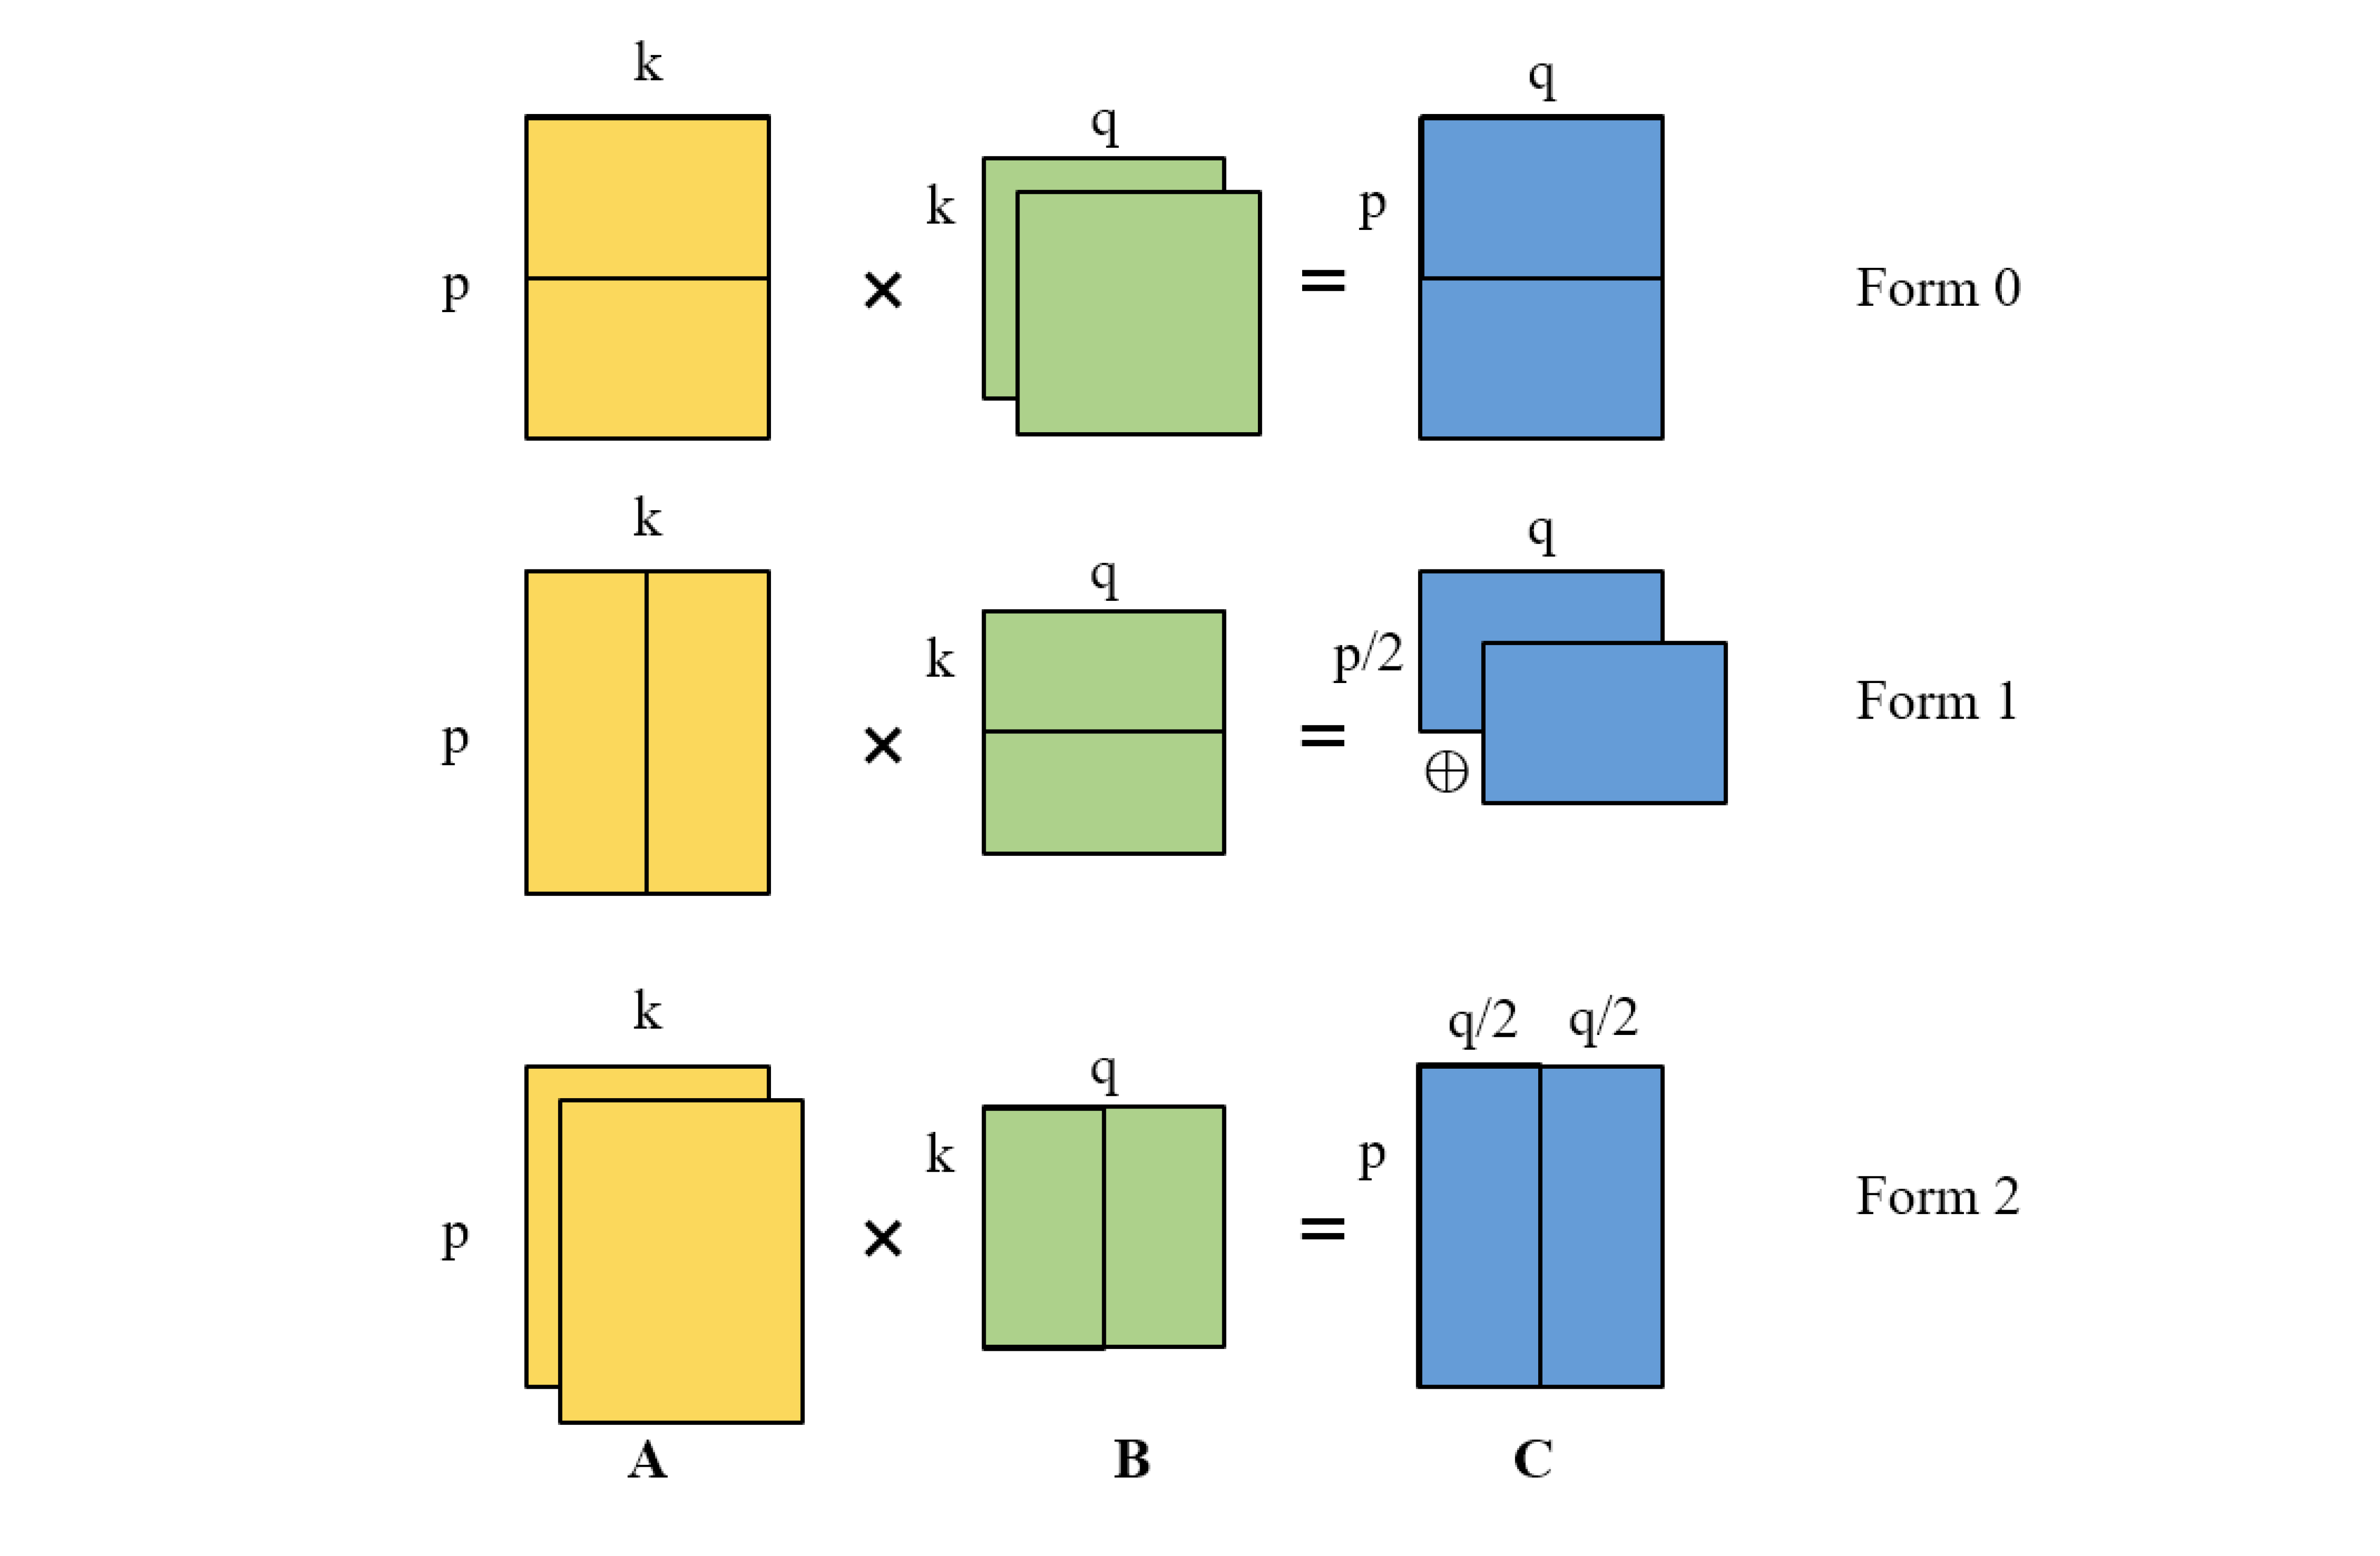 k
q
q
k
p
p
×
=
Form 0
k
q
q
k
p/2
p
×
=
⊕
Form 1
k
q/2 q/2
q
k
p
p
×
=
Form 2
A B C